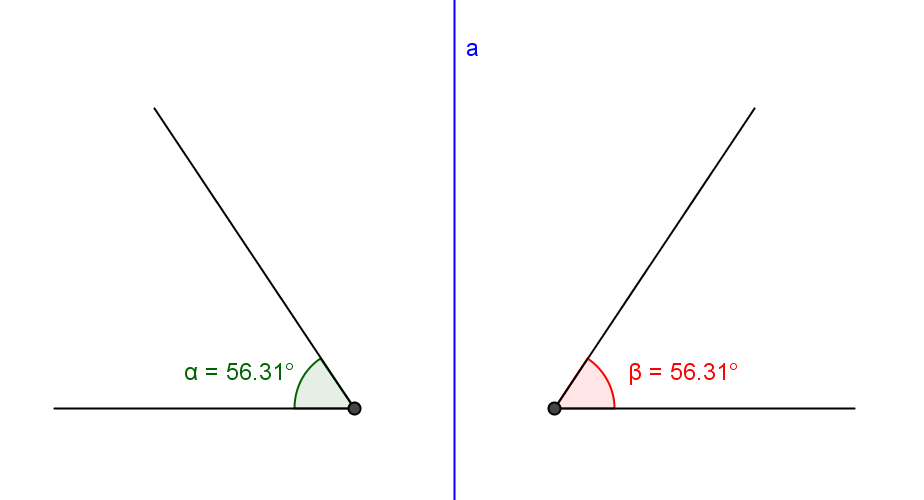 a
α = 56.31°
β = 56.31°